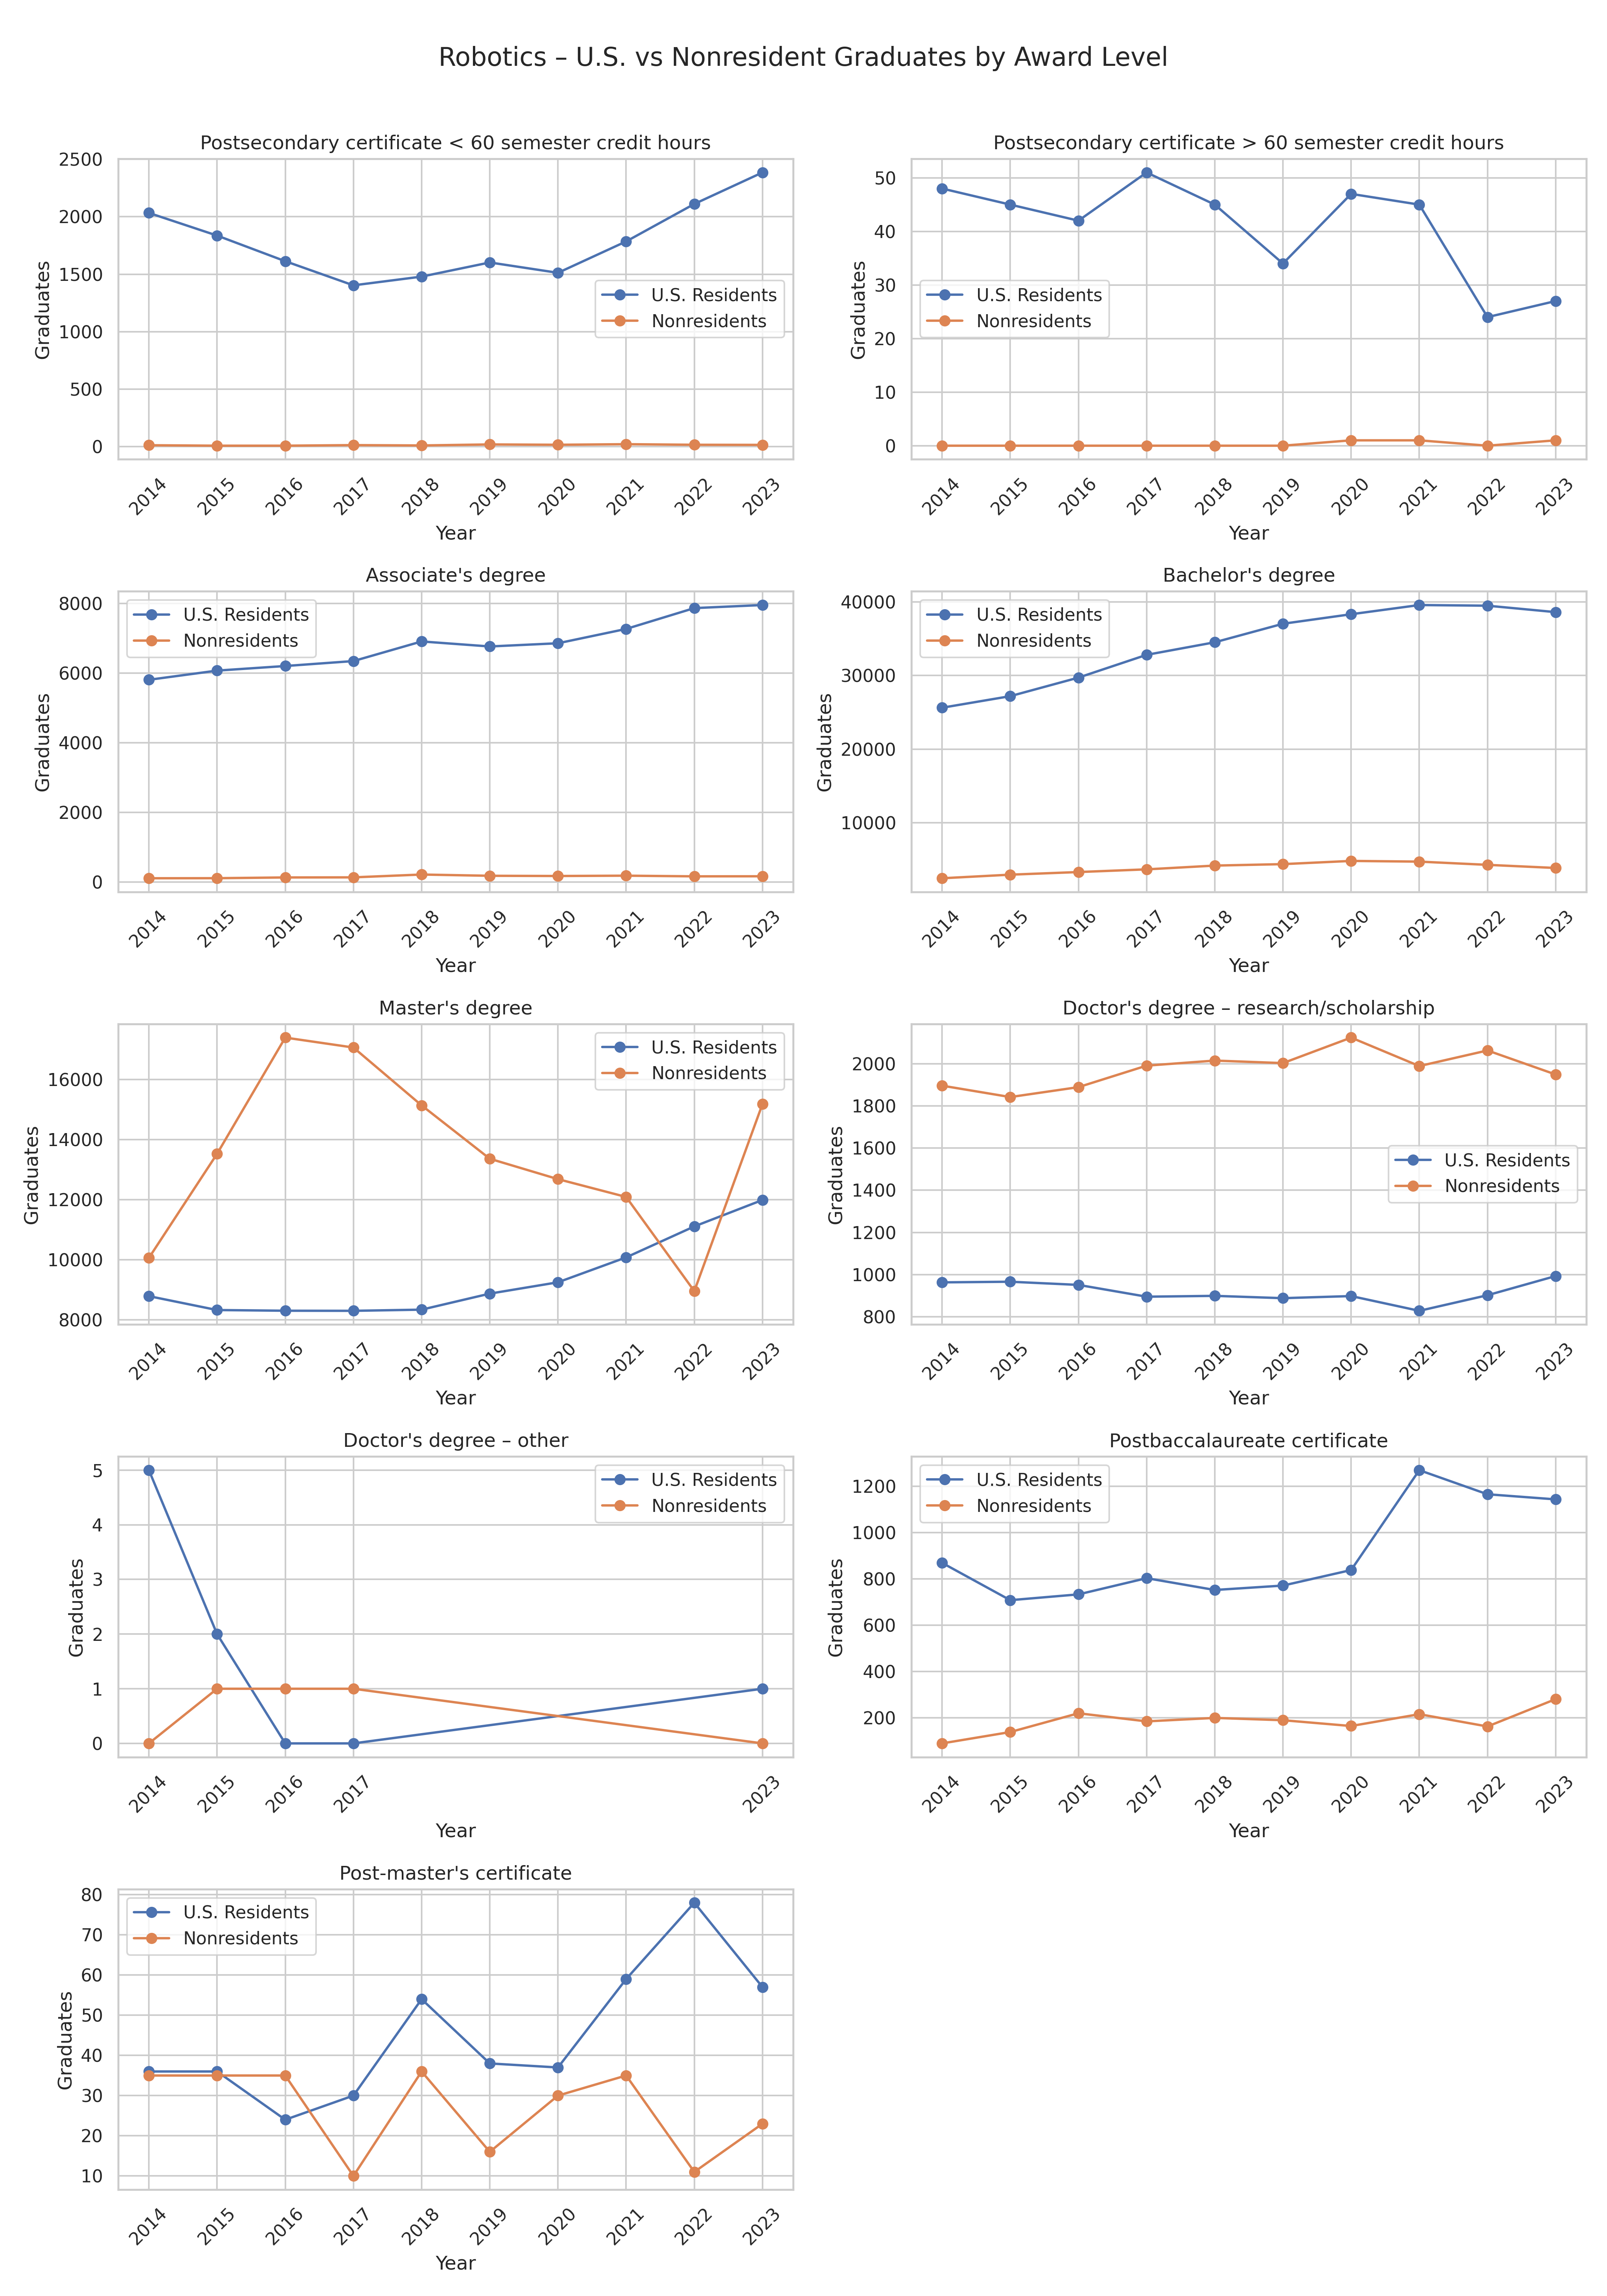 Robotics – U.S. vs Nonresident Graduates by Award Level
Postsecondary certificate < 60 semester credit hours
2500
2000
1500
1000
500
0
Graduates
U.S. Residents
Nonresidents
2014 2015 2016 2017 2018 2019 2020 2021 2022 2023
Year
Postsecondary certificate > 60 semester credit hours
50
40
30
20
10
0
Graduates
U.S. Residents
Nonresidents
2014 2015 2016 2017 2018 2019 2020 2021 2022 2023
Year
Associate's degree
8000
6000
4000
2000
0
Graduates
U.S. Residents
Nonresidents
2014 2015 2016 2017 2018 2019 2020 2021 2022 2023
Year
Bachelor's degree
40000
30000
20000
10000
Graduates
U.S. Residents
Nonresidents
2014 2015 2016 2017 2018 2019 2020 2021 2022 2023
Year
Master's degree
16000
14000
12000
10000
8000
Graduates
U.S. Residents
Nonresidents
2014 2015 2016 2017 2018 2019 2020 2021 2022 2023
Year
Doctor's degree – research/scholarship
2000
1800
1600
1400
1200
1000
800
Graduates
U.S. Residents
Nonresidents
2014 2015 2016 2017 2018 2019 2020 2021 2022 2023
Year
Doctor's degree – other
5
4
3
2
1
0
Graduates
U.S. Residents
Nonresidents
2014 2015 2016 2017 2023
Year
Postbaccalaureate certificate
1200
1000
800
600
400
200
Graduates
U.S. Residents
Nonresidents
2014 2015 2016 2017 2018 2019 2020 2021 2022 2023
Year
Post-master's certificate
80
70
60
50
40
30
20
10
Graduates
U.S. Residents
Nonresidents
2014 2015 2016 2017 2018 2019 2020 2021 2022 2023
Year